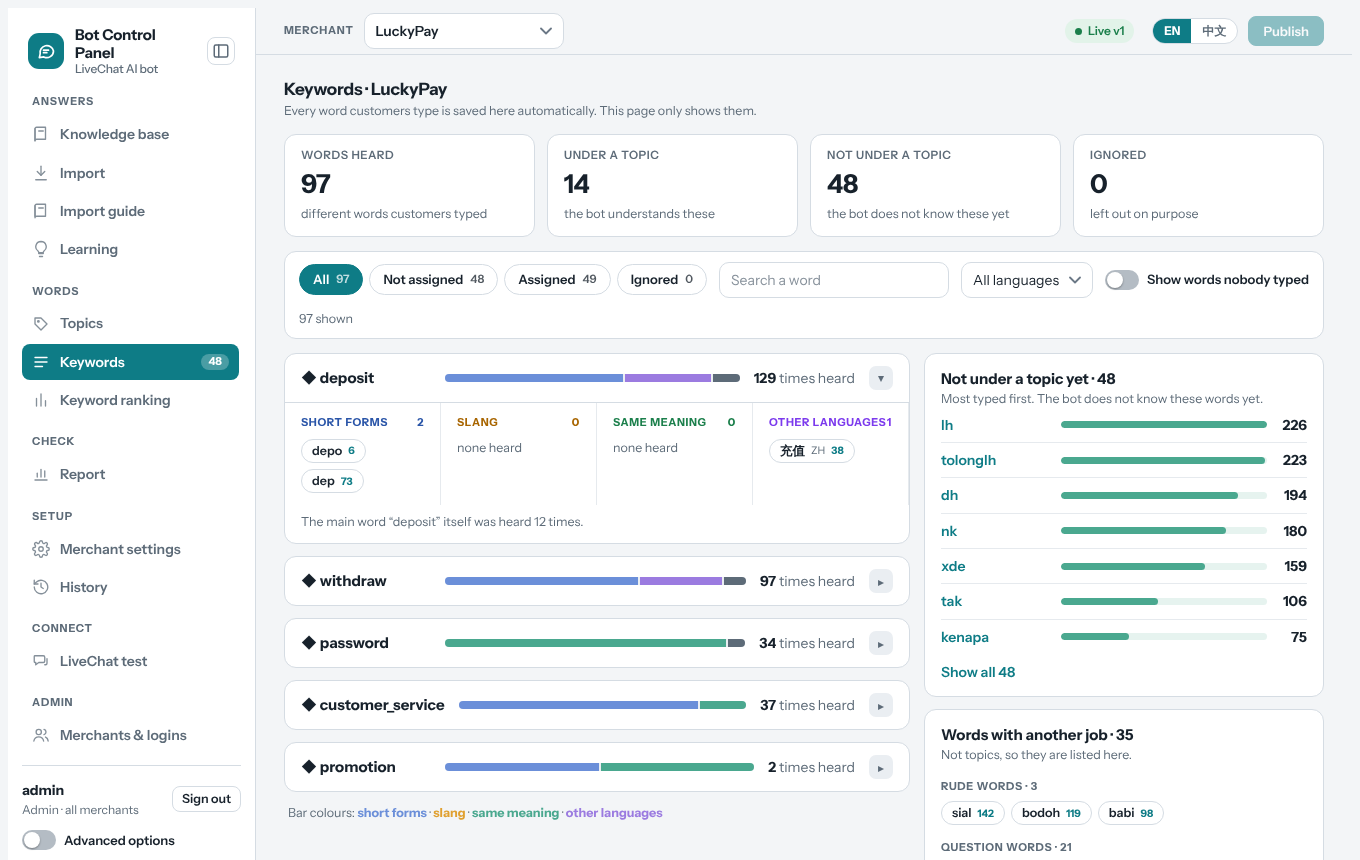 Bot Control
Panel
LiveChat AI bot
ANSWERS
Knowledge base
Import
Import guide
Learning
WORDS
Topics
Keywords 48
Keyword ranking
CHECK
Report
SETUP
Merchant settings
History
CONNECT
LiveChat test
ADMIN
Merchants & logins
admin
Admin · all merchants
Sign out
Advanced options
MERCHANT LuckyPay
Live v1 EN 中文 Publish
Keywords · LuckyPay
Every word customers type is saved here automatically. This page only shows them.
WORDS HEARD
97
different words customers typed
UNDER A TOPIC
14
the bot understands these
NOT UNDER A TOPIC
48
the bot does not know these yet
IGNORED
0
left out on purpose
All 97 Not assigned 48 Assigned 49 Ignored 0 Search a word All languages Show words nobody typed
97 shown
◆ deposit 129 times heard
SHORT FORMS 2
depo 6
dep 73
SLANG 0
none heard
SAME MEANING 0
none heard
OTHER LANGUAGES 1
充值 ZH 38
The main word “deposit” itself was heard 12 times.
◆ withdraw 97 times heard
◆ password 34 times heard
◆ customer_service 37 times heard
◆ promotion 2 times heard
Bar colours: short forms · slang · same meaning · other languages
Not under a topic yet · 48
Most typed first. The bot does not know these words yet.
lh 226
tolonglh 223
dh 194
nk 180
xde 159
tak 106
kenapa 75
Show all 48
Words with another job · 35
Not topics, so they are listed here.
RUDE WORDS · 3
sial 142 bodoh 119 babi 98
QUESTION WORDS · 21